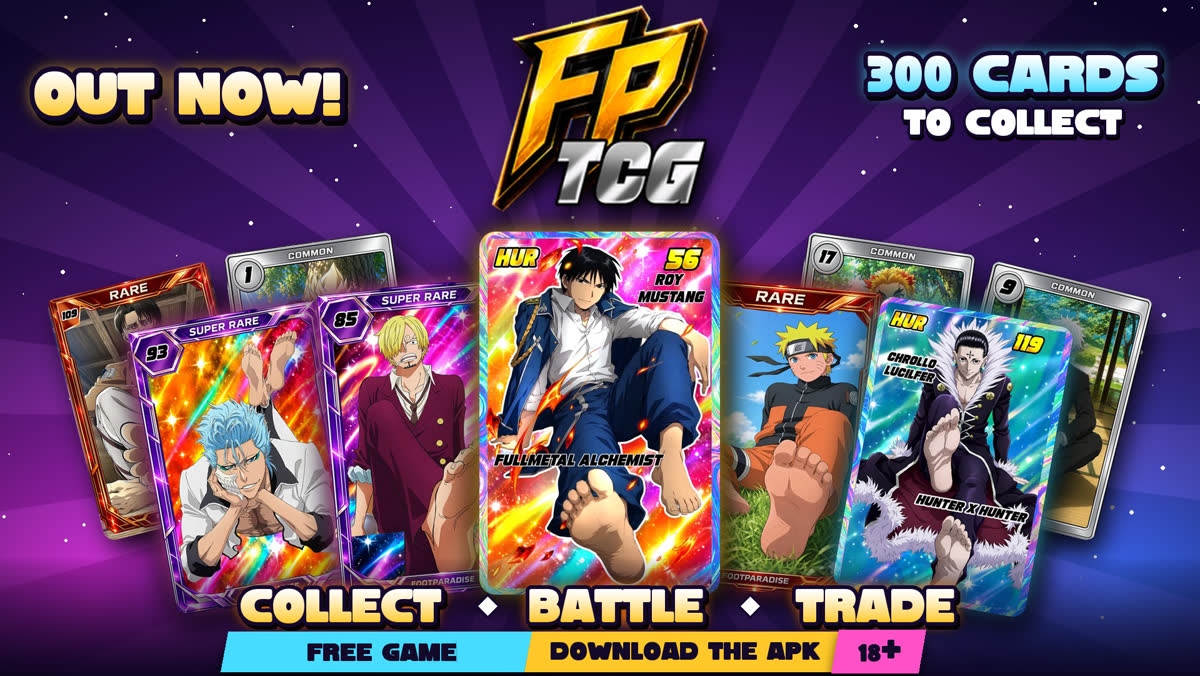 OUT NOW!
FP
TCG
300 CARDS
TO COLLECT
RARE
109
COMMON
1
SUPER RARE
93
SUPER RARE
85
FOOTPARADISE
HUR
56
ROY
MUSTANG
FULLMETAL ALCHEMIST
RARE
FOOTPARADISE
COMMON
17
HUR
119
CHROLLO
LUCILFER
HUNTER X HUNTER
COMMON
9
COLLECT ◆ BATTLE ◆ TRADE
FREE GAME
DOWNLOAD THE APK
18+